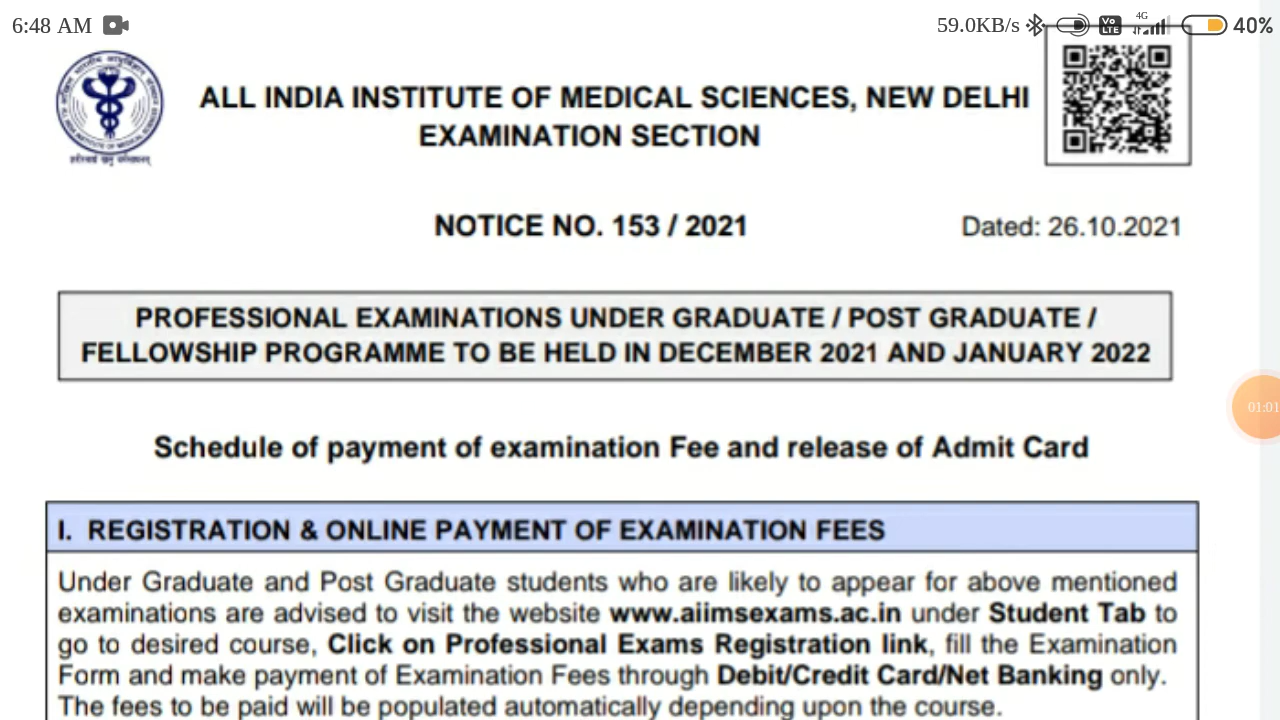 6:48 AM
59.0KB/s
Vo
LTE
4G
40%
ALL INDIA INSTITUTE OF MEDICAL SCIENCES, NEW DELHI
EXAMINATION SECTION
NOTICE NO. 153 / 2021
Dated: 26.10.2021
PROFESSIONAL EXAMINATIONS UNDER GRADUATE / POST GRADUATE /
FELLOWSHIP PROGRAMME TO BE HELD IN DECEMBER 2021 AND JANUARY 2022
01:01
Schedule of payment of examination Fee and release of Admit Card
I. REGISTRATION & ONLINE PAYMENT OF EXAMINATION FEES
Under Graduate and Post Graduate students who are likely to appear for above mentioned
examinations are advised to visit the website www.aiimsexams.ac.in under Student Tab to
go to desired course, Click on Professional Exams Registration link, fill the Examination
Form and make payment of Examination Fees through Debit/Credit Card/Net Banking only.
The fees to be paid will be populated automatically depending upon the course.